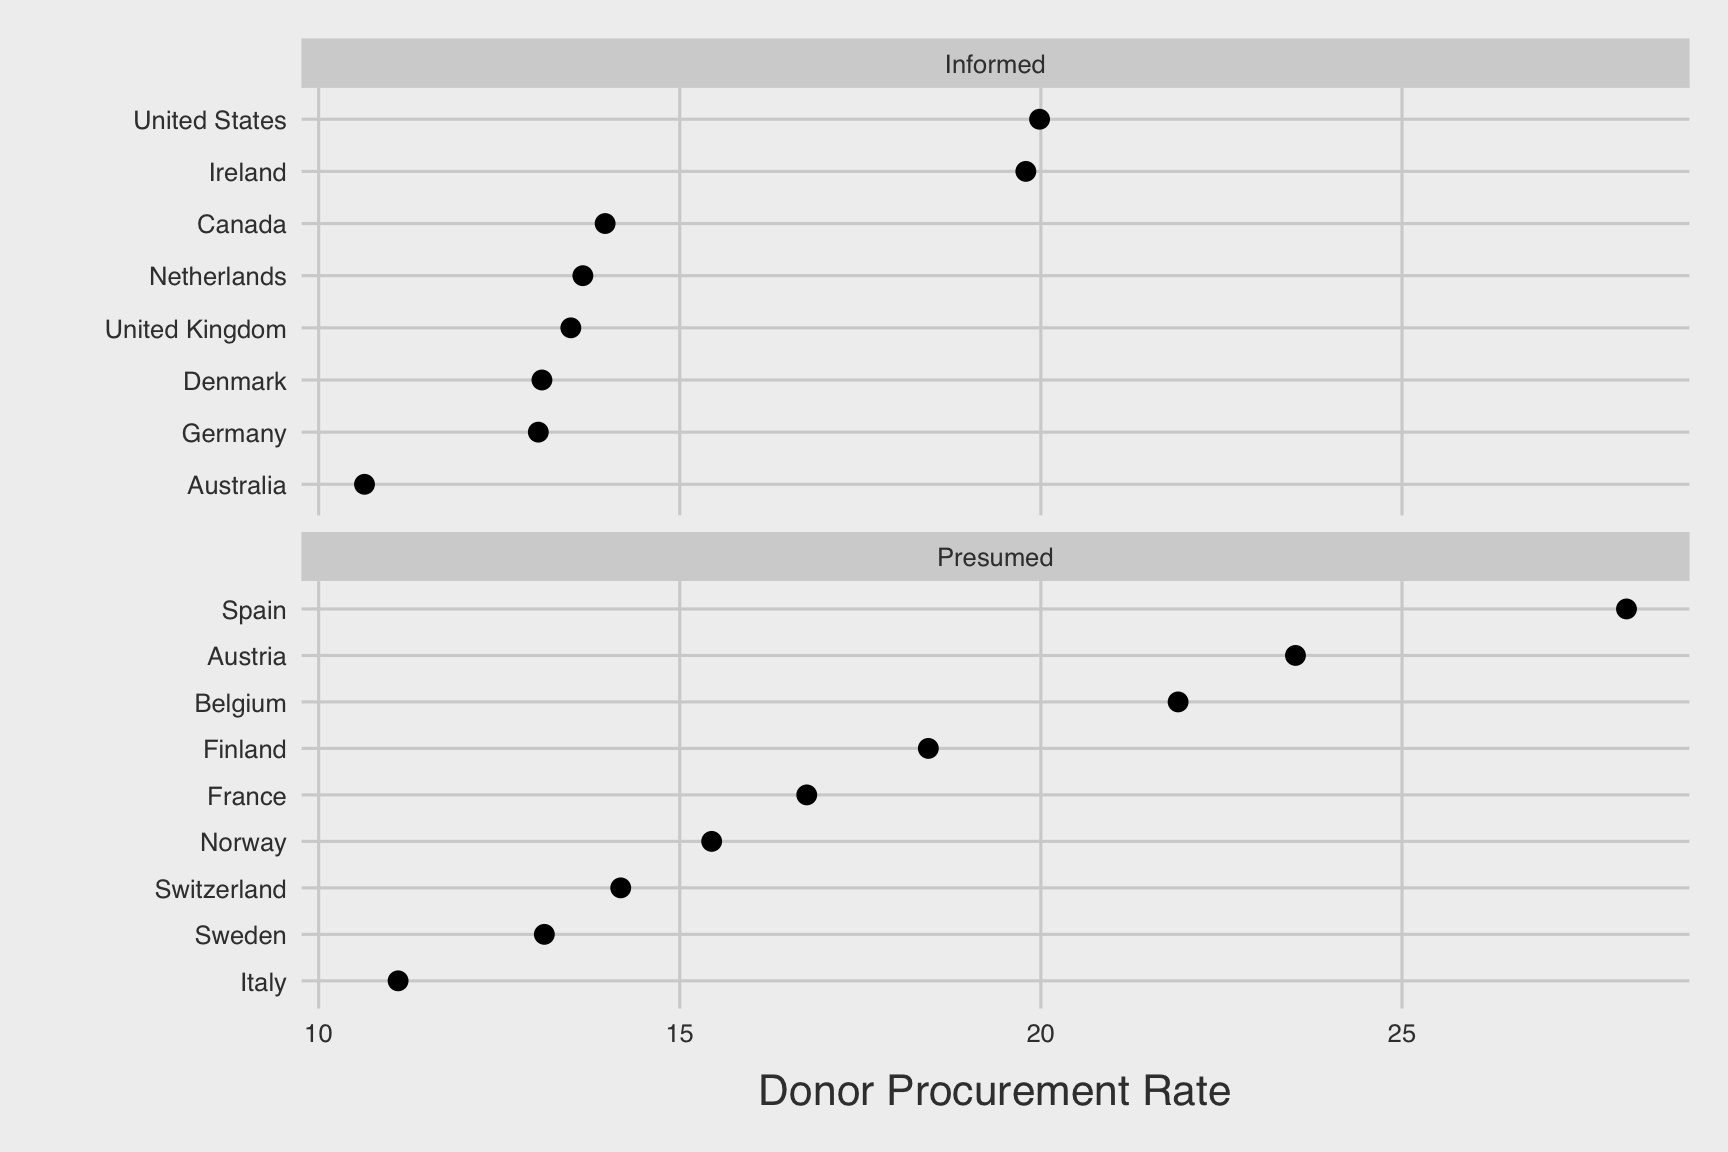 Informed
United States
Ireland
Canada
Netherlands
United Kingdom
Denmark
Germany
Australia
Presumed
Spain
Austria
Belgium
Finland
France
Norway
Switzerland
Sweden
Italy
10 15 20 25
Donor Procurement Rate